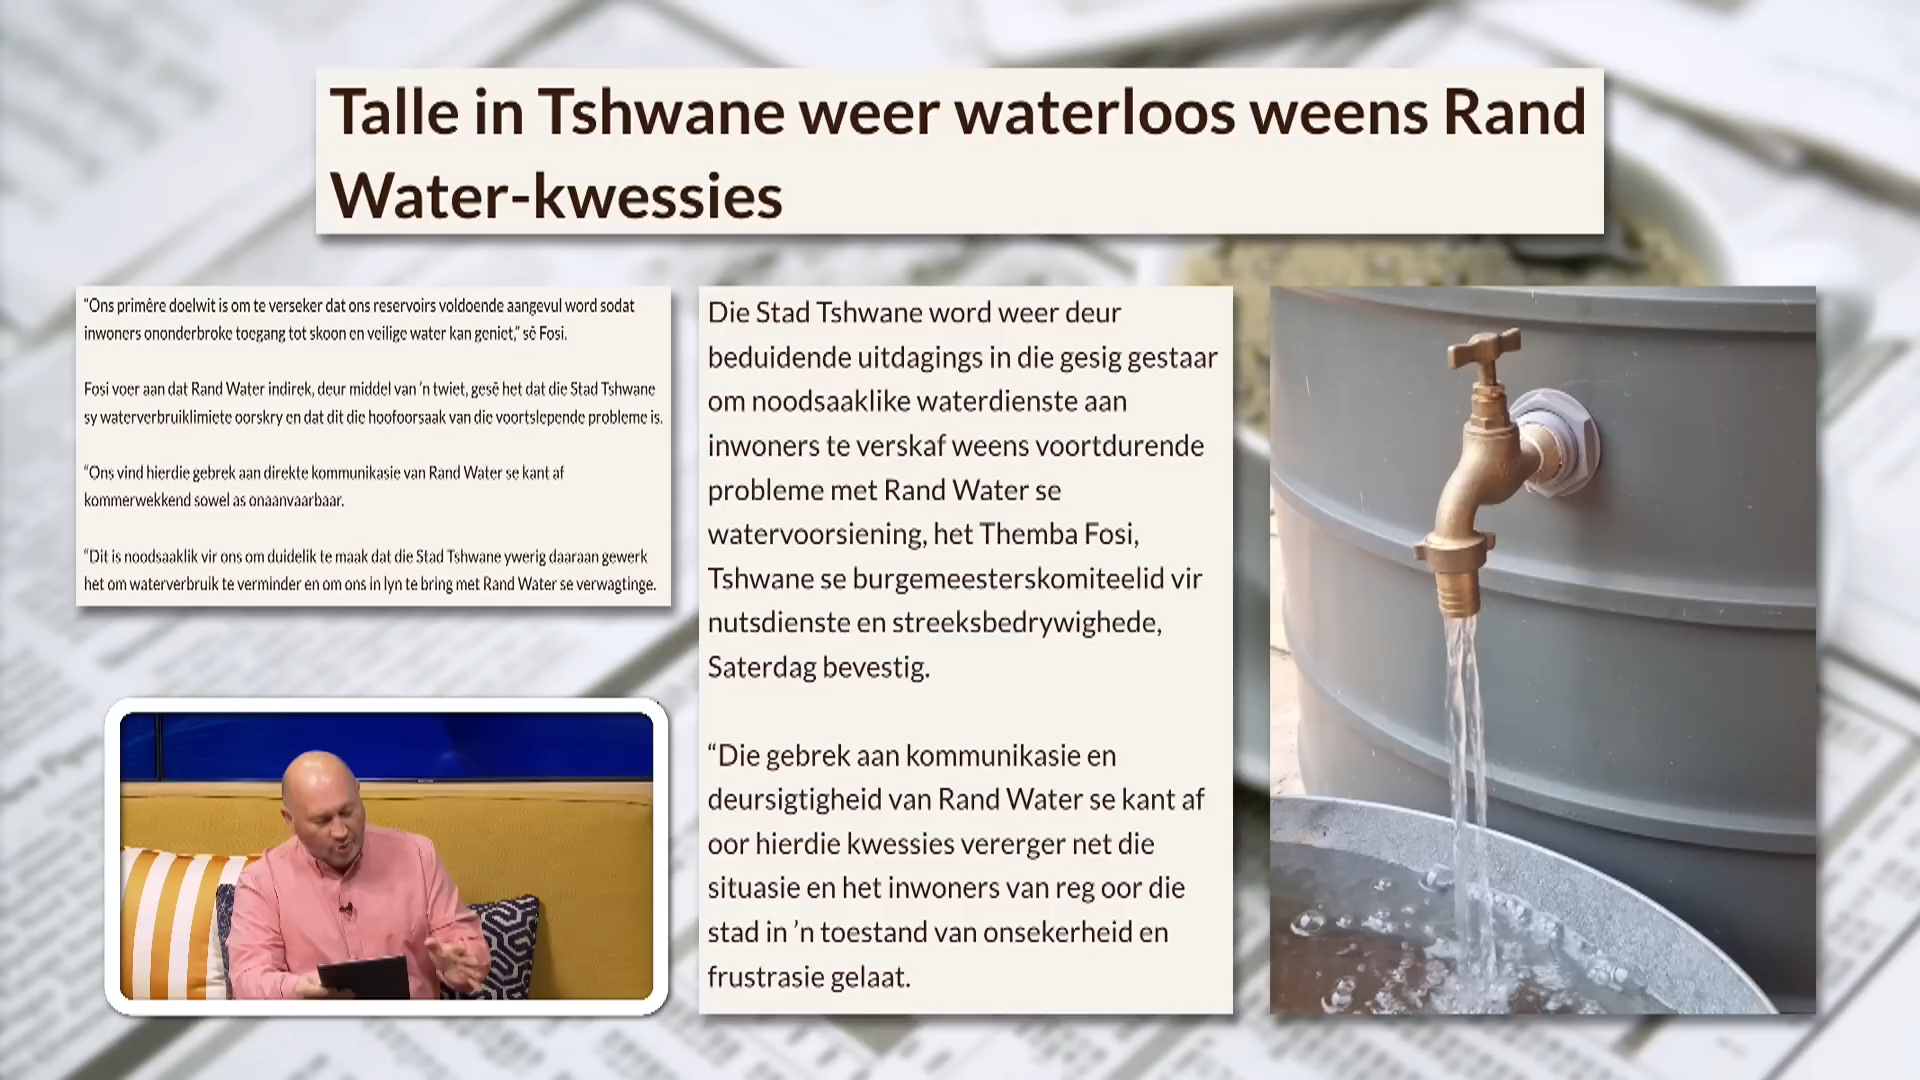 Talle in Tshwane weer waterloos weens Rand
Water-kwessies
“Ons primêre doelwit is om te verseker dat ons reservoirs voldoende aangevul word sodat
inwoners ononderbroke toegang tot skoon en veilige water kan geniet,” sê Fosi.
Fosi voer aan dat Rand Water indirek, deur middel van ’n twiet, gesê het dat die Stad Tshwane
sy waterverbruiklimiete oorskry en dat dit die hoofoorsaak van die voortslepende probleme is.
“Ons vind hierdie gebrek aan direkte kommunikasie van Rand Water se kant af
kommerwekkend sowel as onaanvaarbaar.
“Dit is noodsaaklik vir ons om duidelik te maak dat die Stad Tshwane ywerig daaraan gewerk
het om waterverbruik te verminder en om ons in lyn te bring met Rand Water se verwagtinge.
Die Stad Tshwane word weer deur
beduidende uitdagings in die gesig gestaar
om noodsaaklike waterdienste aan
inwoners te verskaf weens voortdurende
probleme met Rand Water se
watervoorsiening, het Themba Fosi,
Tshwane se burgemeesterskomiteelid vir
nutsdienste en streeksbedrywighede,
Saterdag bevestig.
“Die gebrek aan kommunikasie en
deursigtigheid van Rand Water se kant af
oor hierdie kwessies vererger net die
situasie en het inwoners van reg oor die
stad in ’n toestand van onsekerheid en
frustrasie gelaat.